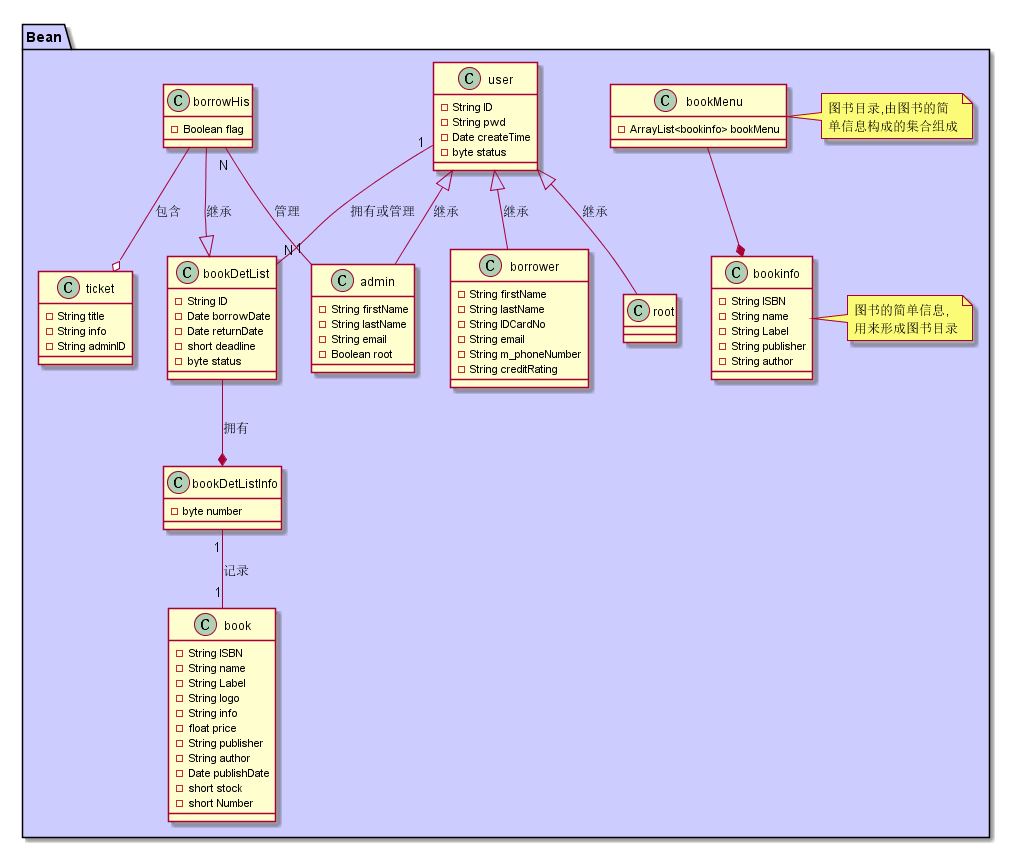 Bean
C borrowHis
Boolean flag
C user
String ID
String pwd
Date createTime
byte status
C bookMenu
ArrayList<bookinfo> bookMenu
图书目录,由图书的简
单信息构成的集合组成
N
1
包含
继承
管理
拥有或管理
继承
继承
继承
N
1
C ticket
String title
String info
String adminID
C bookDetList
String ID
Date borrowDate
Date returnDate
short deadline
byte status
C admin
String firstName
String lastName
String email
Boolean root
C borrower
String firstName
String lastName
String IDCardNo
String email
String m_phoneNumber
String creditRating
C root
C bookinfo
String ISBN
String name
String Label
String publisher
String author
图书的简单信息,
用来形成图书目录
拥有
C bookDetListInfo
byte number
1
记录
1
C book
String ISBN
String name
String Label
String logo
String info
float price
String publisher
String author
Date publishDate
short stock
short Number